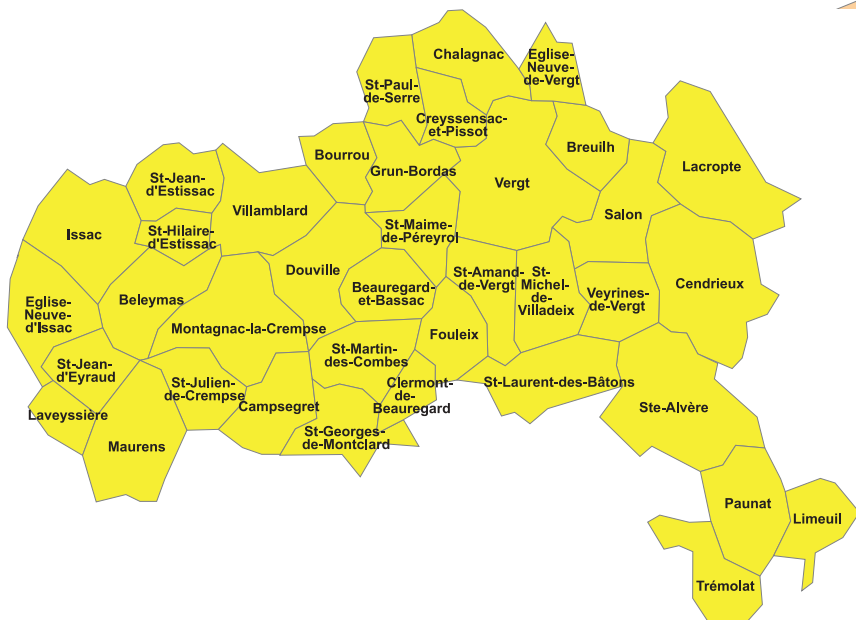 Chalagnac
Eglise-
Neuve-
de-Vergt
St-Paul-
de-Serre
Creyssensac-
et-Pissot
Breuilh
Bourrou
Grun-Bordas
Vergt
Lacropte
St-Jean-
d'Estissac
Villamblard
Salon
Issac
St-Hilaire-
d'Estissac
St-Maime-
de-Péreyrol
Douville
St-Amand-
de-Vergt
St-
Michel-
de-
Villadeix
Cendrieux
Beauregard-
et-Bassac
Veyrines-
de-Vergt
Eglise-
Neuve-
d'Issac
Beleymas
Montagnac-la-Crempse
Fouleix
St-Martin-
des-Combes
St-Jean-
d'Eyraud
St-Julien-
de-Crempse
Clermont-
de-
Beauregard
St-Laurent-des-Bâtons
Laveyssière
Campsegret
Ste-Alvère
Maurens
St-Georges-
de-Montclard
Paunat
Limeuil
Trémolat